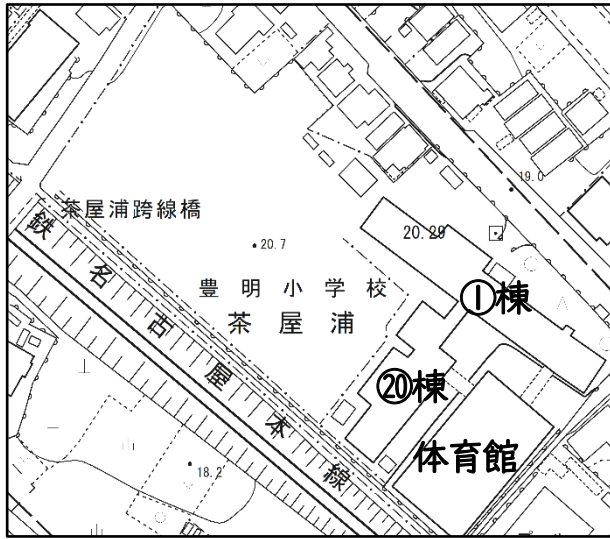 茶屋浦跨線橋
鉄名古屋本線
19.0
20.29
20.7
豊明小学校
茶屋浦
①棟
⑳棟
体育館
18.2